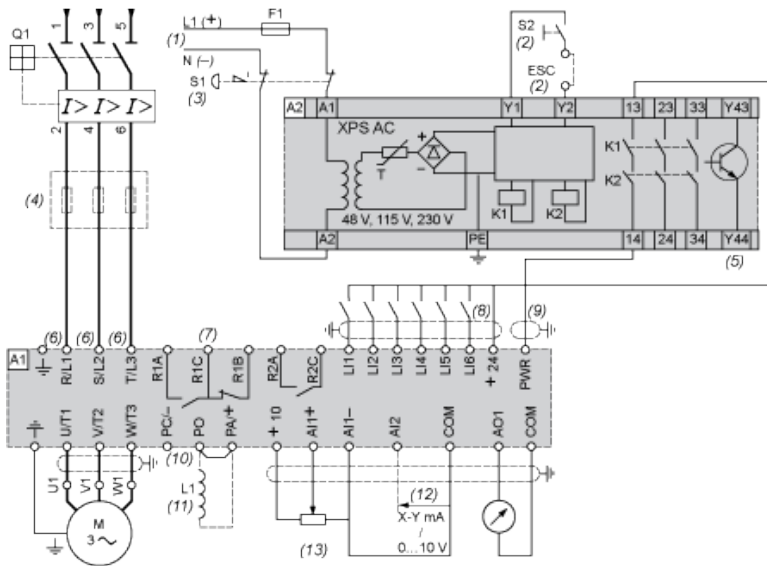 1 3 5
Q1
I> I> I>
2 4 6
L1 (+)
F1
(1)
N (–)
S1
(3)
S2
(2)
ESC
(2)
A2 A1 Y1 Y2 13 23 33 Y43
XPS AC
T
+
–
K1
K2
K1 K2
48 V, 115 V, 230 V
A2 PE 14 24 34 Y44
(5)
(4)
(6) (6) (6) (7) (8) (9)
A1
R/L1 S/L2 T/L3 R1A R1C R1B R2A R2C LI1 LI2 LI3 LI4 LI5 LI6 + 24 PWR
U/T1 V/T2 W/T3 PC/– PO PA/+ + 10 AI1+ AI1– AI2 COM AO1 COM
(10)
U1 V1 W1
L1
(11)
M
3
(12)
X-Y mA
/
0...10 V
(13)